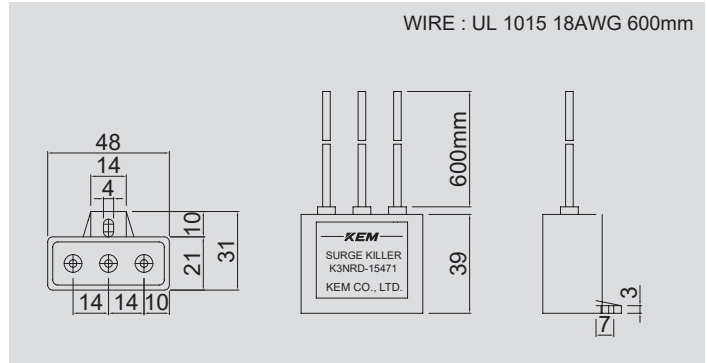 WIRE : UL 1015 18AWG 600mm
48
14
4
10
21
31
14 14 10
600mm
39
KEM
SURGE KILLER
K3NRD-15471
KEM CO., LTD.
3
7